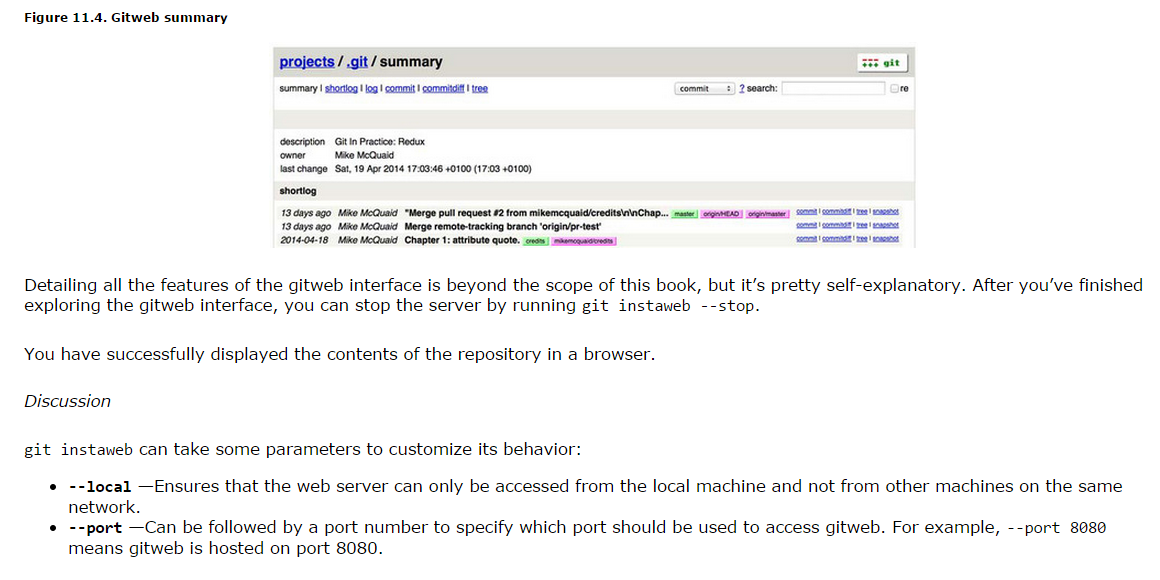 Figure 11.4. Gitweb summary
projects / .git / summary
git
summary | shortlog | log | commit | commitdiff | tree
commit ? search: re
description Git In Practice: Redux
owner Mike McQuaid
last change Sat, 19 Apr 2014 17:03:46 +0100 (17:03 +0100)
shortlog
13 days ago Mike McQuaid "Merge pull request #2 from mikemcquaid/credits\n\nChap... master origin/HEAD origin/master commit | commitdiff | tree | snapshot
13 days ago Mike McQuaid Merge remote-tracking branch 'origin/pr-test' commit | commitdiff | tree | snapshot
2014-04-18 Mike McQuaid Chapter 1: attribute quote. credits mikemcquaid/credits commit | commitdiff | tree | snapshot
Detailing all the features of the gitweb interface is beyond the scope of this book, but it’s pretty self-explanatory. After you’ve finished
exploring the gitweb interface, you can stop the server by running git instaweb --stop.
You have successfully displayed the contents of the repository in a browser.
Discussion
git instaweb can take some parameters to customize its behavior:
• --local —Ensures that the web server can only be accessed from the local machine and not from other machines on the same
network.
• --port —Can be followed by a port number to specify which port should be used to access gitweb. For example, --port 8080
means gitweb is hosted on port 8080.